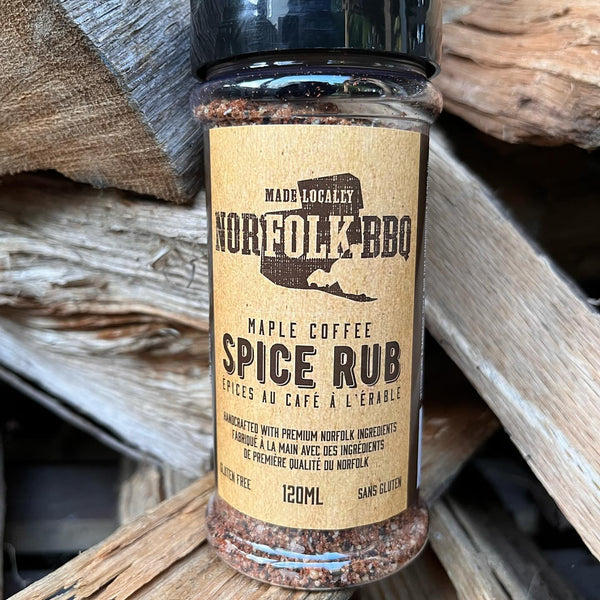 MADE LOCALLY
NORFOLK BBQ
MAPLE COFFEE
SPICE RUB
ÉPICES AU CAFÉ À L'ÉRABLE
HANDCRAFTED WITH PREMIUM NORFOLK INGREDIENTS
FABRIQUÉ À LA MAIN AVEC DES INGRÉDIENTS
DE PREMIÈRE QUALITÉ DU NORFOLK
GLUTEN FREE 120ML SANS GLUTEN